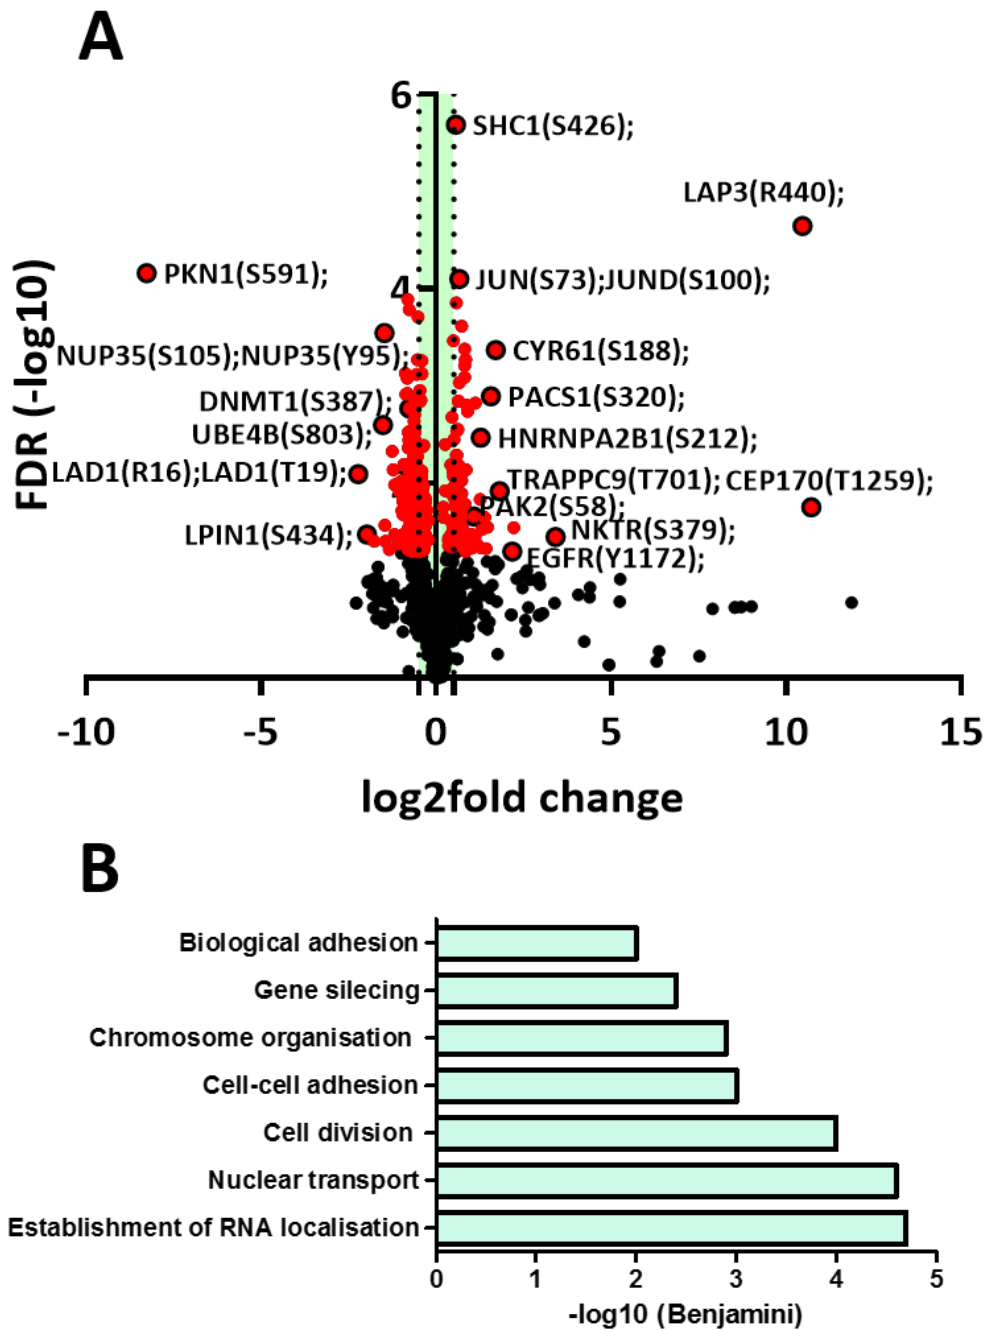 A
6
SHC1(S426);
LAP3(R440);
PKN1(S591);
4
JUN(S73);JUND(S100);
NUP35(S105);NUP35(Y95);
CYR61(S188);
DNMT1(S387);
PACS1(S320);
UBE4B(S803);
HNRNPA2B1(S212);
LAD1(R16);LAD1(T19);
TRAPPC9(T701);
CEP170(T1259);
PAK2(S58);
LPIN1(S434);
NKTR(S379);
EGFR(Y1172);
FDR (-log10)
-10 -5 0 5 10 15
log2fold change
B
Biological adhesion
Gene silecing
Chromosome organisation
Cell-cell adhesion
Cell division
Nuclear transport
Establishment of RNA localisation
0 1 2 3 4 5
-log10 (Benjamini)